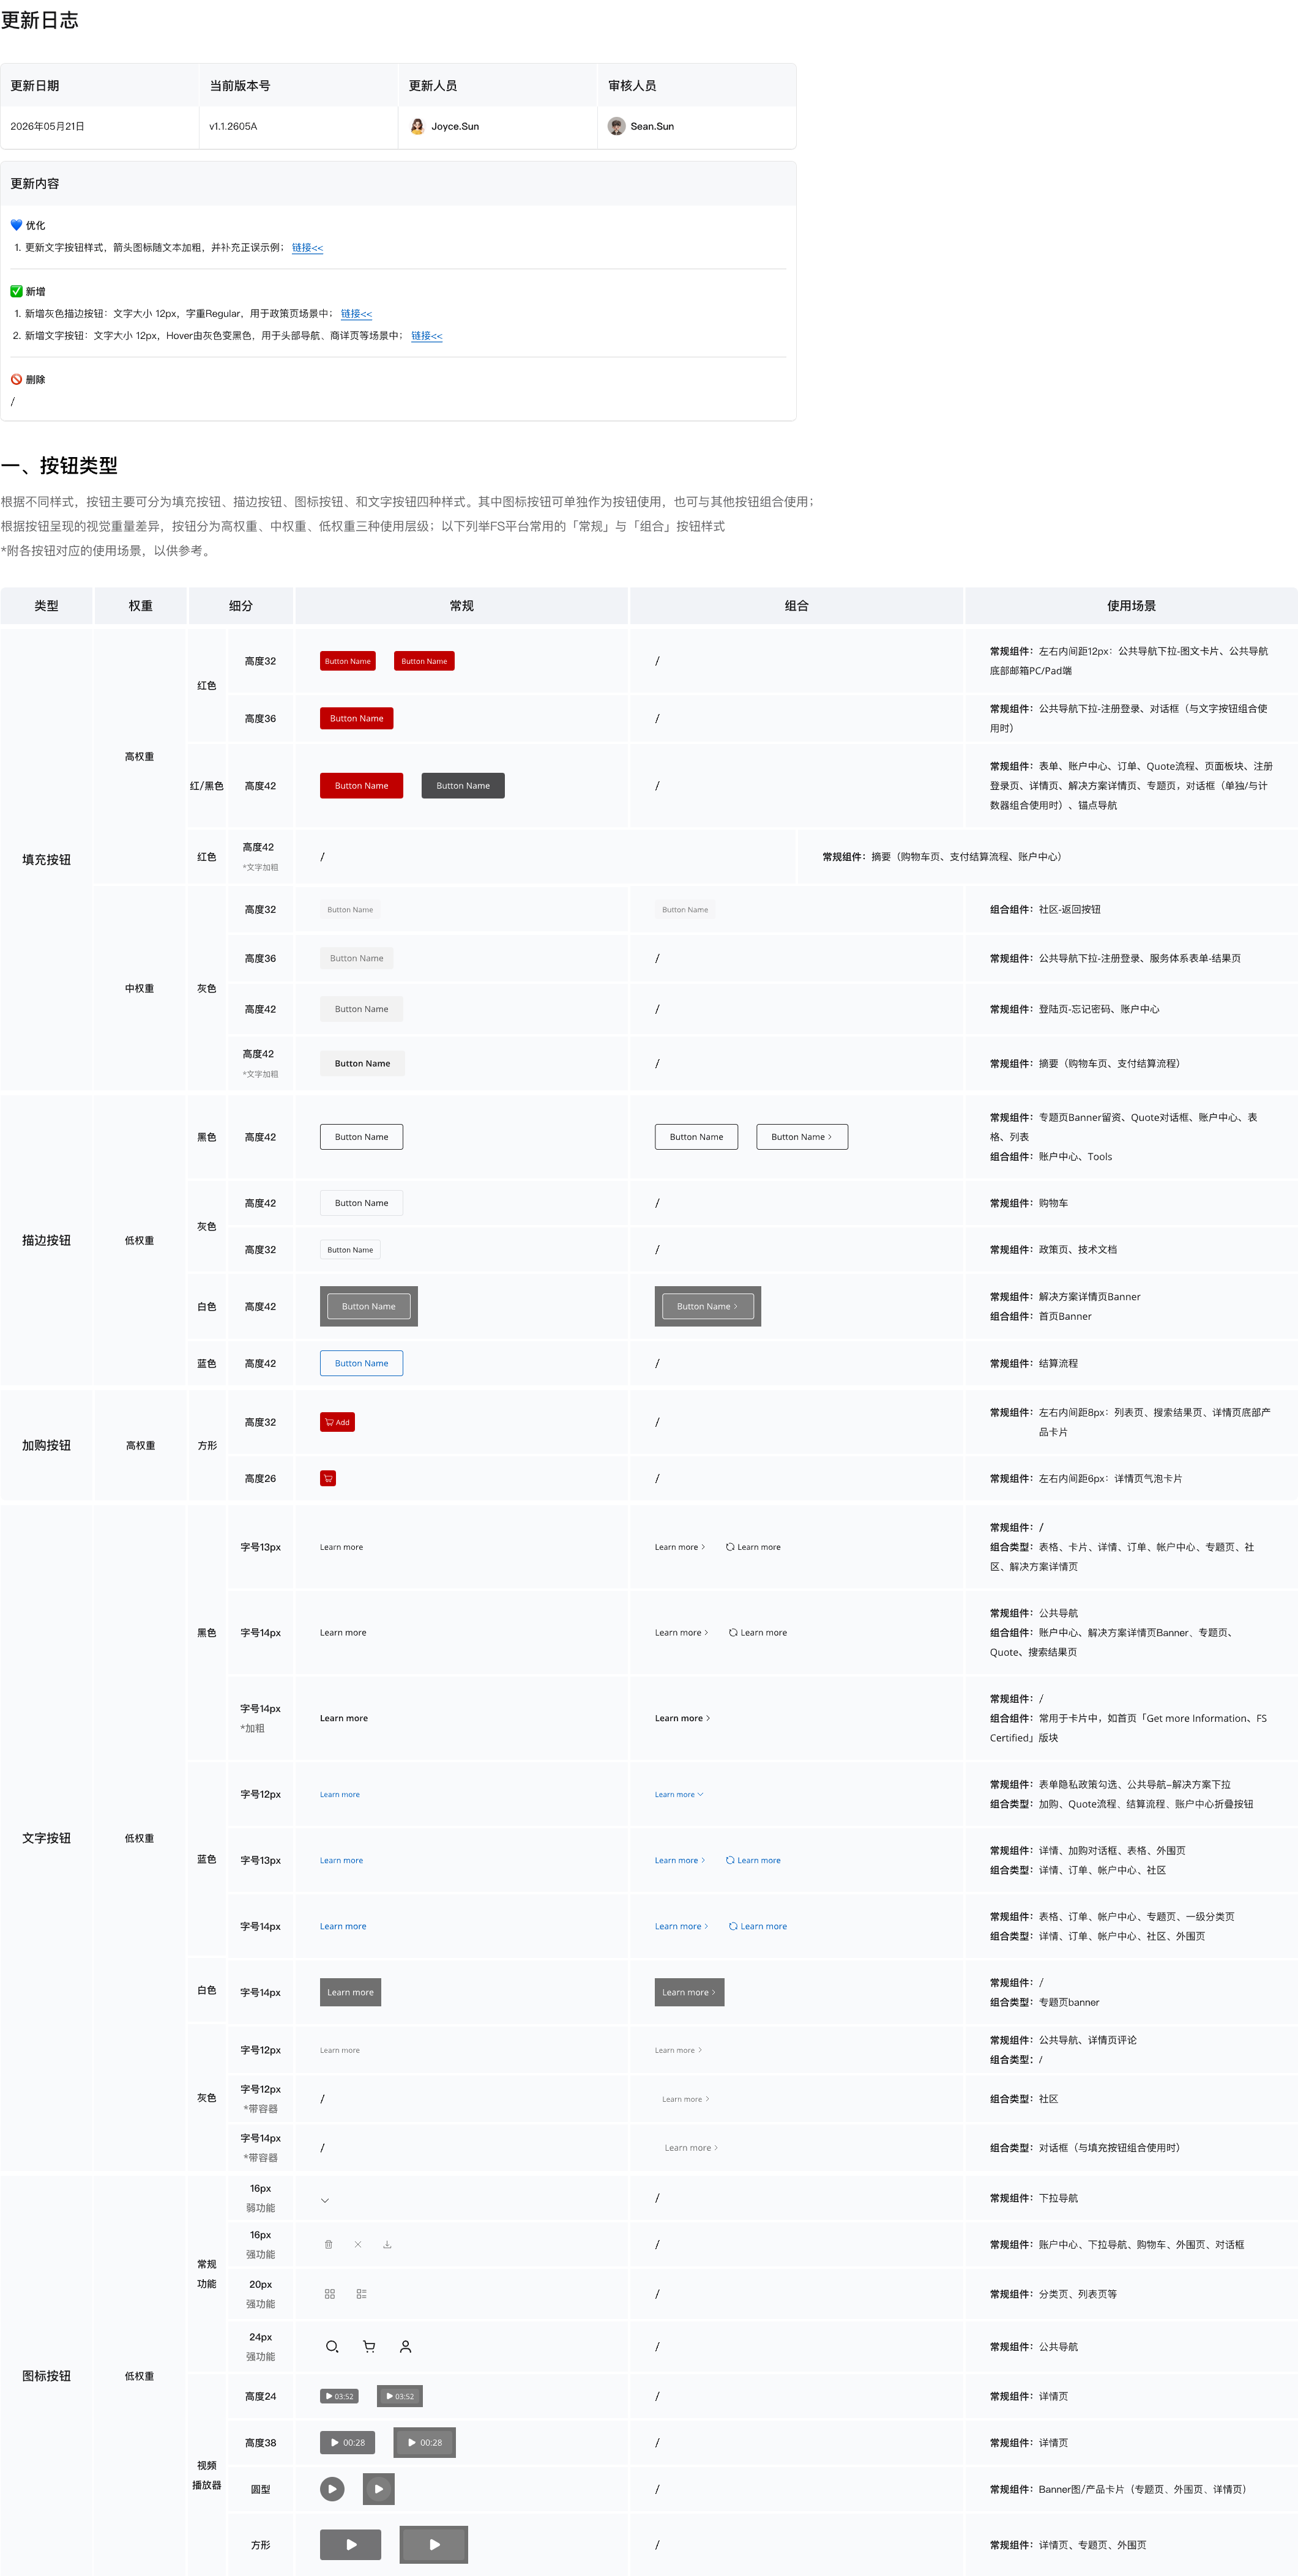 更新日志
更新日期
当前版本号
更新人员
审核人员
2026年05月21日
v1.1.2605A
Joyce.Sun
Sean.Sun
更新内容
💙 优化
1. 更新文字按钮样式，箭头图标随文本加粗，并补充正误示例； 链接<<
✅ 新增
1. 新增灰色描边按钮：文字大小 12px，字重Regular，用于政策页场景中； 链接<<
2. 新增文字按钮：文字大小 12px，Hover由灰色变黑色，用于头部导航、商详页等场景中； 链接<<
🚫 删除
/
一、按钮类型
根据不同样式，按钮主要可分为填充按钮、描边按钮、图标按钮、和文字按钮四种样式。其中图标按钮可单独作为按钮使用，也可与其他按钮组合使用；
根据按钮呈现的视觉重量差异，按钮分为高权重、中权重、低权重三种使用层级；以下列举FS平台常用的「常规」与「组合」按钮样式
*附各按钮对应的使用场景，以供参考。
类型
权重
细分
常规
组合
使用场景
填充按钮
高权重
红色
高度32
Button Name
Button Name
/
常规组件：左右内间距12px：公共导航下拉-图文卡片、公共导航
底部邮箱PC/Pad端
高度36
Button Name
/
常规组件：公共导航下拉-注册登录、对话框（与文字按钮组合使
用时）
红/黑色
高度42
Button Name
Button Name
/
常规组件：表单、账户中心、订单、Quote流程、页面板块、注册
登录页、详情页、解决方案详情页、专题页，对话框（单独/与计
数器组合使用时）、锚点导航
红色
高度42
*文字加粗
/
常规组件：摘要（购物车页、支付结算流程、账户中心）
中权重
灰色
高度32
Button Name
Button Name
组合组件：社区-返回按钮
高度36
Button Name
/
常规组件：公共导航下拉-注册登录、服务体系表单-结果页
高度42
Button Name
/
常规组件：登陆页-忘记密码、账户中心
高度42
*文字加粗
Button Name
/
常规组件：摘要（购物车页、支付结算流程）
描边按钮
低权重
黑色
高度42
Button Name
Button Name
Button Name
常规组件：专题页Banner留资、Quote对话框、账户中心、表
格、列表
组合组件：账户中心、Tools
灰色
高度42
Button Name
/
常规组件：购物车
高度32
Button Name
/
常规组件：政策页、技术文档
白色
高度42
Button Name
Button Name
常规组件：解决方案详情页Banner
组合组件：首页Banner
蓝色
高度42
Button Name
/
常规组件：结算流程
加购按钮
高权重
方形
高度32
Add
/
常规组件：左右内间距8px：列表页、搜索结果页、详情页底部产
品卡片
高度26
/
常规组件：左右内间距6px：详情页气泡卡片
文字按钮
低权重
黑色
字号13px
Learn more
Learn more
Learn more
常规组件：/
组合类型：表格、卡片、详情、订单、帐户中心、专题页、社
区、解决方案详情页
字号14px
Learn more
Learn more
Learn more
常规组件：公共导航
组合组件：账户中心、解决方案详情页Banner、专题页、
Quote、搜索结果页
字号14px
*加粗
Learn more
Learn more
常规组件：/
组合组件：常用于卡片中，如首页「Get more Information、FS
Certified」版块
蓝色
字号12px
Learn more
Learn more
常规组件：表单隐私政策勾选、公共导航–解决方案下拉
组合类型：加购、Quote流程、结算流程、账户中心折叠按钮
字号13px
Learn more
Learn more
Learn more
常规组件：详情、加购对话框、表格、外围页
组合类型：详情、订单、帐户中心、社区
字号14px
Learn more
Learn more
Learn more
常规组件：表格、订单、帐户中心、专题页、一级分类页
组合类型：详情、订单、帐户中心、社区、外围页
白色
字号14px
Learn more
Learn more
常规组件：/
组合类型：专题页banner
灰色
字号12px
Learn more
Learn more
常规组件：公共导航、详情页评论
组合类型：/
字号12px
*带容器
/
Learn more
组合类型：社区
字号14px
*带容器
/
Learn more
组合类型：对话框（与填充按钮组合使用时）
图标按钮
低权重
常规
功能
16px
弱功能
/
常规组件：下拉导航
16px
强功能
/
常规组件：账户中心、下拉导航、购物车、外围页、对话框
20px
强功能
/
常规组件：分类页、列表页等
24px
强功能
/
常规组件：公共导航
视频
播放器
高度24
03:52
03:52
/
常规组件：详情页
高度38
00:28
00:28
/
常规组件：详情页
圆型
/
常规组件：Banner图/产品卡片（专题页、外围页、详情页）
方形
/
常规组件：详情页、专题页、外围页